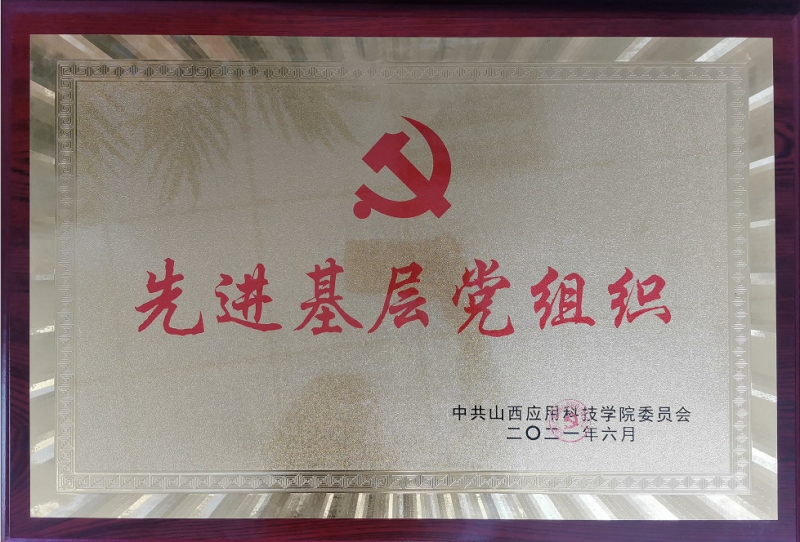 先进基层党组织
中共山西应用科技学院委员会
二〇二一年六月